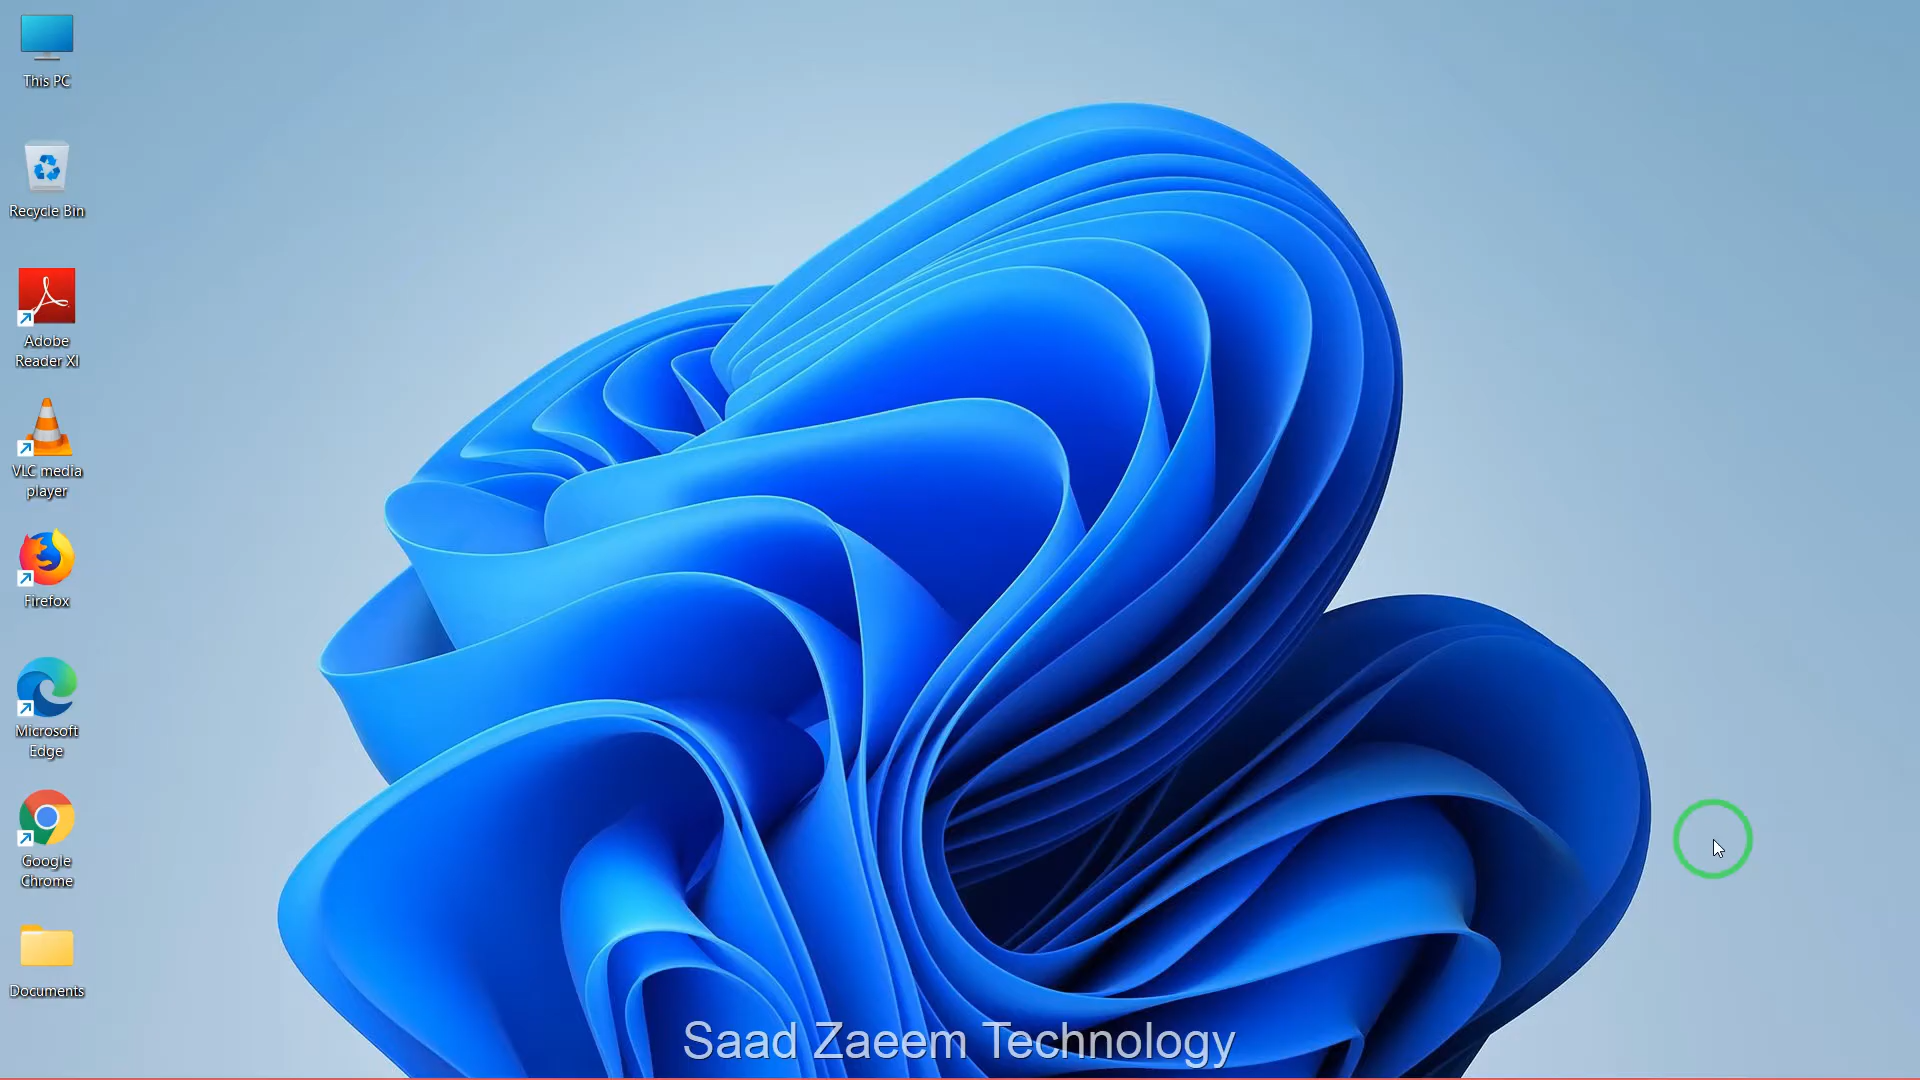 This PC
Recycle Bin
Adobe
Reader XI
VLC media
player
Firefox
Microsoft
Edge
Google
Chrome
Documents
Saad Zaeem Technology